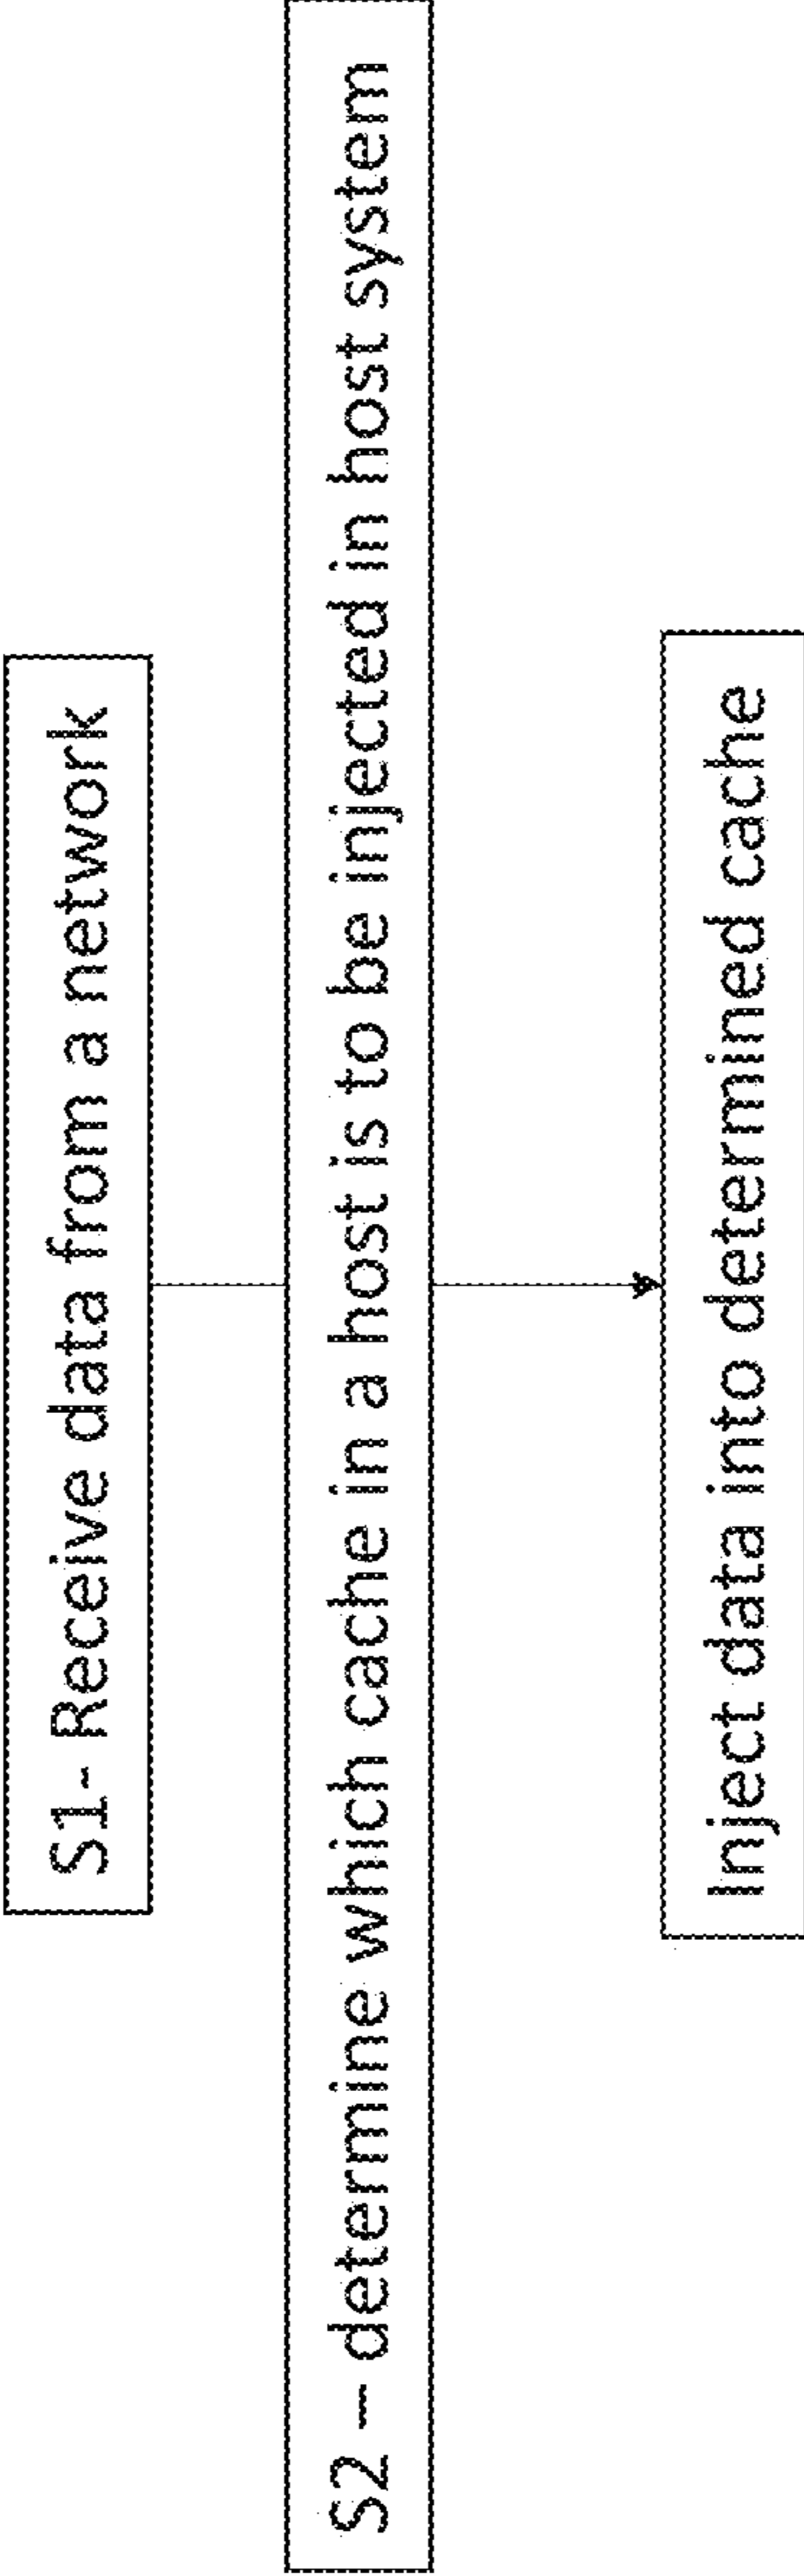 S1- Receive data from a network
S2 – determine which cache in a host is to be injected in host system
Inject data into determined cache